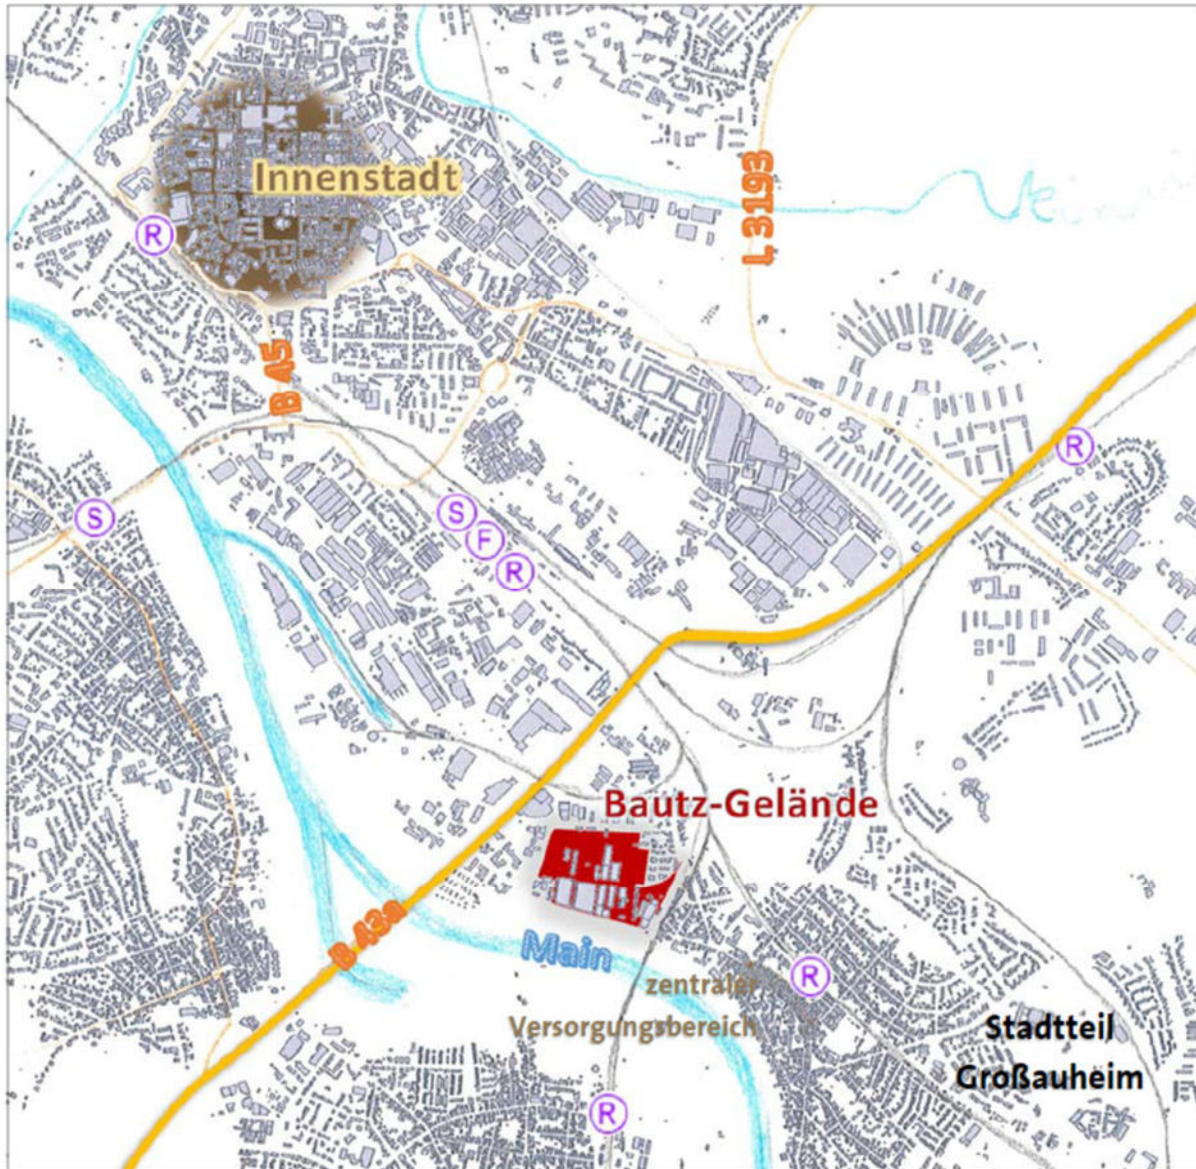 Innenstadt
L 3193
R
B 45
R
S
S
F
R
Bautz-Gelände
B 43a
Main
zentraler
Versorgungsbereich
R
Stadtteil
Großauheim
R